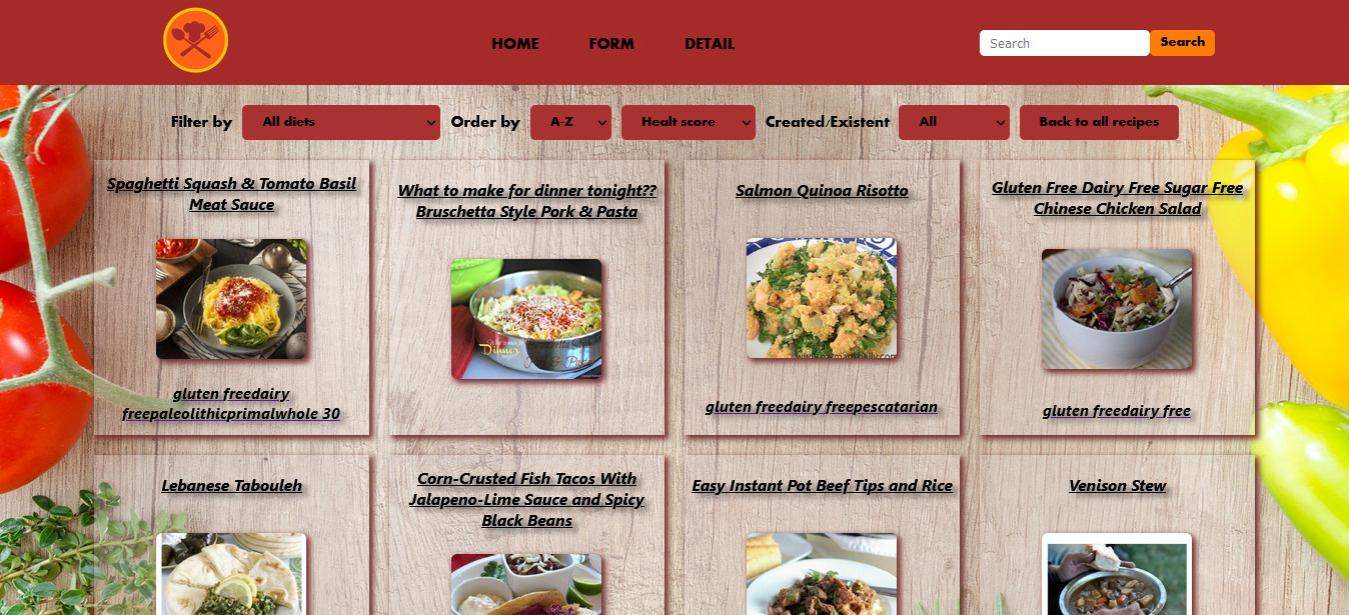 HOME FORM DETAIL Search Search
Filter by All diets Order by A-Z Healt score Created/Existent All Back to all recipes
Spaghetti Squash & Tomato Basil
Meat Sauce
What to make for dinner tonight??
Bruschetta Style Pork & Pasta
Salmon Quinoa Risotto
Gluten Free Dairy Free Sugar Free
Chinese Chicken Salad
Dinner
gluten freedairy
freepaleolithicprimalwhole 30
gluten freedairy freepescatarian
gluten freedairy free
Lebanese Tabouleh
Corn-Crusted Fish Tacos With
Jalapeno-Lime Sauce and Spicy
Black Beans
Easy Instant Pot Beef Tips and Rice
Venison Stew